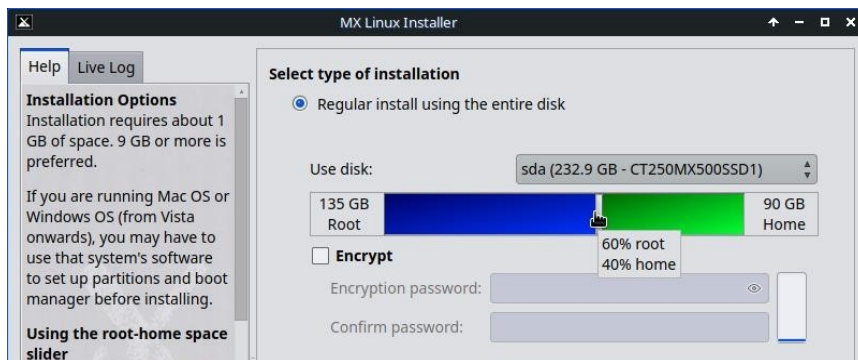 MX Linux Installer
Help
Live Log
Installation Options
Installation requires about 1
GB of space. 9 GB or more is
preferred.
If you are running Mac OS or
Windows OS (from Vista
onwards), you may have to
use that system's software
to set up partitions and boot
manager before installing.
Using the root-home space
slider
Select type of installation
Regular install using the entire disk
Use disk:
sda (232.9 GB - CT250MX500SSD1)
135 GB
Root
90 GB
Home
60% root
40% home
Encrypt
Encryption password:
Confirm password: